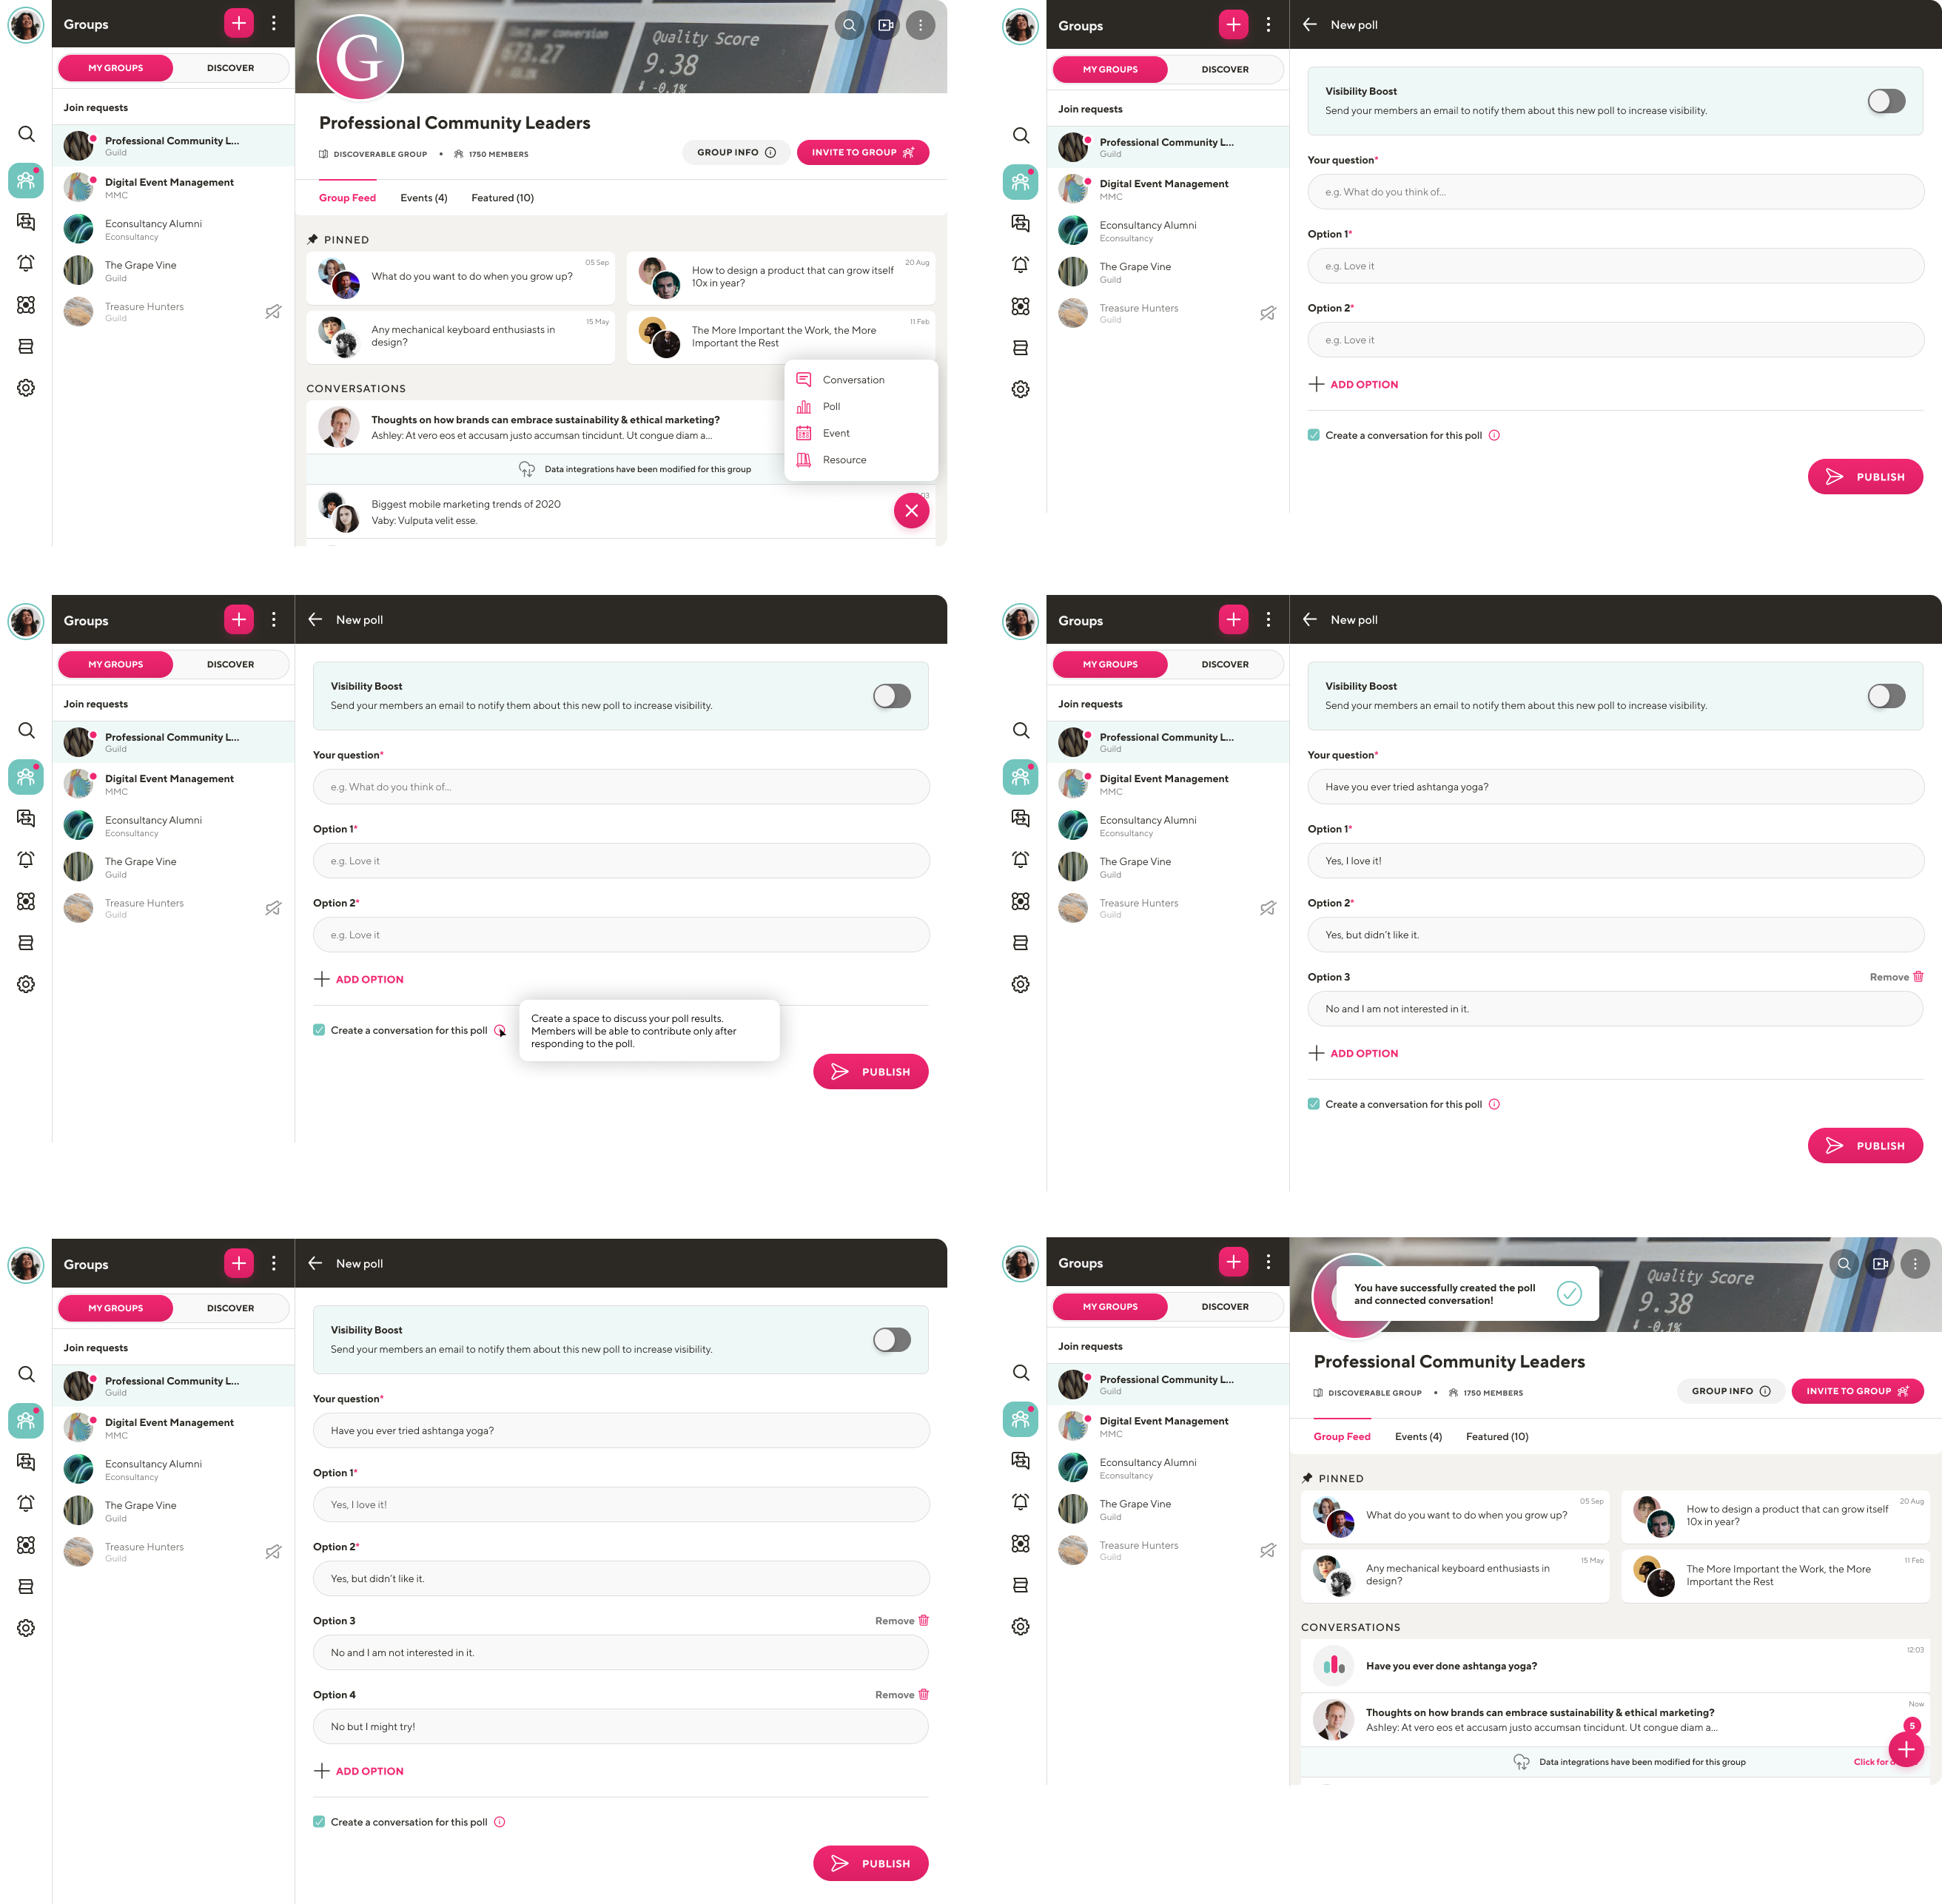 Groups
MY GROUPS
DISCOVER
Join requests
Professional Community L...
Guild
Digital Event Management
MMC
Econsultancy Alumni
Econsultancy
The Grape Vine
Guild
Treasure Hunters
Guild
Cost per conversion
673.27
Quality Score
9.38
-0.1%
G
Professional Community Leaders
DISCOVERABLE GROUP • 1750 MEMBERS
GROUP INFO
INVITE TO GROUP
Group Feed
Events (4)
Featured (10)
PINNED
What do you want to do when you grow up?
05 Sep
How to design a product that can grow itself
10x in year?
20 Aug
Any mechanical keyboard enthusiasts in
design?
15 May
The More Important the Work, the More
Important the Rest
11 Feb
CONVERSATIONS
Thoughts on how brands can embrace sustainability & ethical marketing?
Ashley: At vero eos et accusam justo accumsan tincidunt. Ut congue diam a...
Data integrations have been modified for this group
Biggest mobile marketing trends of 2020
Vaby: Vulputa velit esse.
Conversation
Poll
Event
Resource
Groups
MY GROUPS
DISCOVER
Join requests
Professional Community L...
Guild
Digital Event Management
MMC
Econsultancy Alumni
Econsultancy
The Grape Vine
Guild
Treasure Hunters
Guild
New poll
Visibility Boost
Send your members an email to notify them about this new poll to increase visibility.
Your question*
e.g. What do you think of...
Option 1*
e.g. Love it
Option 2*
e.g. Love it
ADD OPTION
Create a conversation for this poll
PUBLISH
Groups
MY GROUPS
DISCOVER
Join requests
Professional Community L...
Guild
Digital Event Management
MMC
Econsultancy Alumni
Econsultancy
The Grape Vine
Guild
Treasure Hunters
Guild
New poll
Visibility Boost
Send your members an email to notify them about this new poll to increase visibility.
Your question*
e.g. What do you think of...
Option 1*
e.g. Love it
Option 2*
e.g. Love it
ADD OPTION
Create a conversation for this poll
Create a space to discuss your poll results.
Members will be able to contribute only after
responding to the poll.
PUBLISH
Groups
MY GROUPS
DISCOVER
Join requests
Professional Community L...
Guild
Digital Event Management
MMC
Econsultancy Alumni
Econsultancy
The Grape Vine
Guild
Treasure Hunters
Guild
New poll
Visibility Boost
Send your members an email to notify them about this new poll to increase visibility.
Your question*
Have you ever tried ashtanga yoga?
Option 1*
Yes, I love it!
Option 2*
Yes, but didn't like it.
Option 3
Remove
No and I am not interested in it.
ADD OPTION
Create a conversation for this poll
PUBLISH
Groups
MY GROUPS
DISCOVER
Join requests
Professional Community L...
Guild
Digital Event Management
MMC
Econsultancy Alumni
Econsultancy
The Grape Vine
Guild
Treasure Hunters
Guild
New poll
Visibility Boost
Send your members an email to notify them about this new poll to increase visibility.
Your question*
Have you ever tried ashtanga yoga?
Option 1*
Yes, I love it!
Option 2*
Yes, but didn't like it.
Option 3
Remove
No and I am not interested in it.
Option 4
Remove
No but I might try!
ADD OPTION
Create a conversation for this poll
PUBLISH
Groups
MY GROUPS
DISCOVER
Join requests
Professional Community L...
Guild
Digital Event Management
MMC
Econsultancy Alumni
Econsultancy
The Grape Vine
Guild
Treasure Hunters
Guild
You have successfully created the poll
and connected conversation!
Quality Score
9.38
-0.1%
Professional Community Leaders
DISCOVERABLE GROUP • 1750 MEMBERS
GROUP INFO
INVITE TO GROUP
Group Feed
Events (4)
Featured (10)
PINNED
What do you want to do when you grow up?
05 Sep
How to design a product that can grow itself
10x in year?
20 Aug
Any mechanical keyboard enthusiasts in
design?
15 May
The More Important the Work, the More
Important the Rest
11 Feb
CONVERSATIONS
Have you ever done ashtanga yoga?
12:03
Thoughts on how brands can embrace sustainability & ethical marketing?
Now
Ashley: At vero eos et accusam justo accumsan tincidunt. Ut congue diam a...
5
Data integrations have been modified for this group
Click for